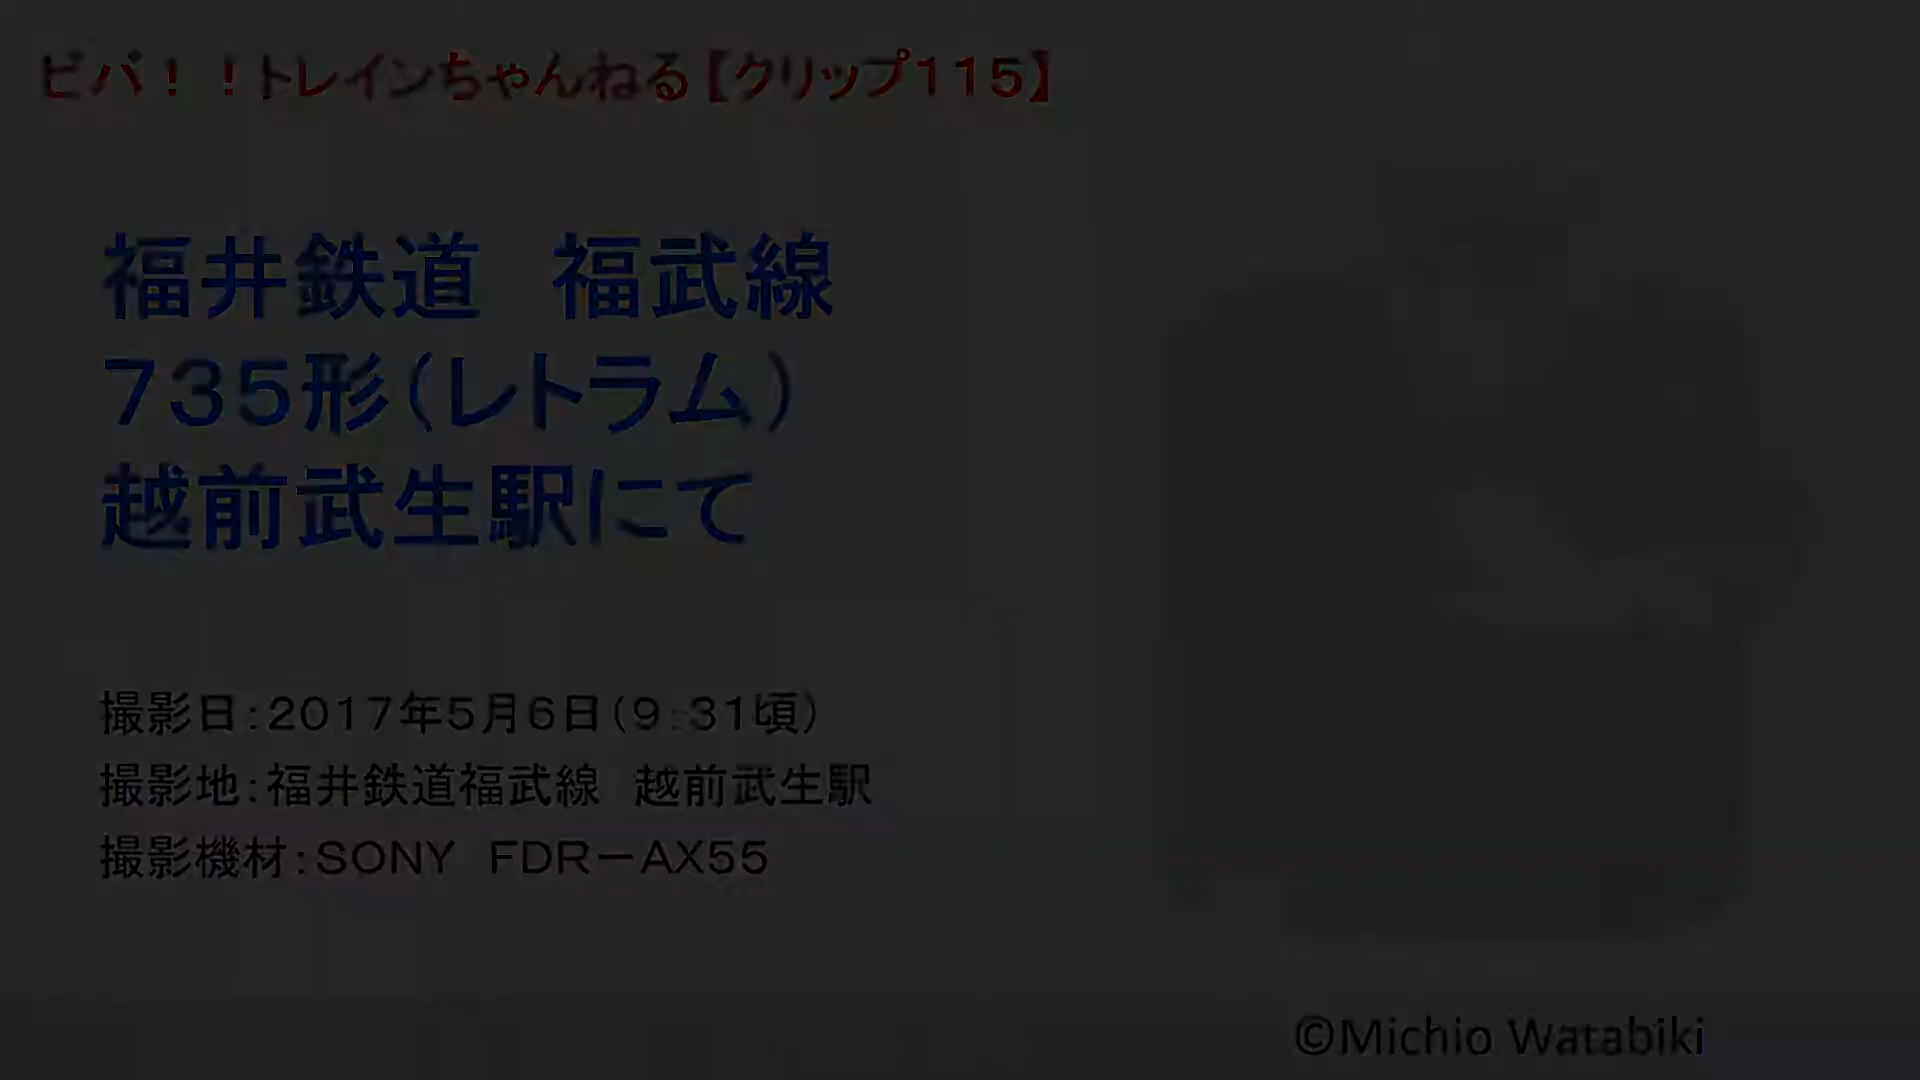 ビバ！！トレインちゃんねる【クリップ１１５】
福井鉄道　福武線
７３５形（レトラム）
越前武生駅にて
撮影日：２０１７年５月６日（９：３１頃）
撮影地：福井鉄道福武線　越前武生駅
撮影機材：ＳＯＮＹ　ＦＤＲ－ＡＸ５５
©Michio Watabiki